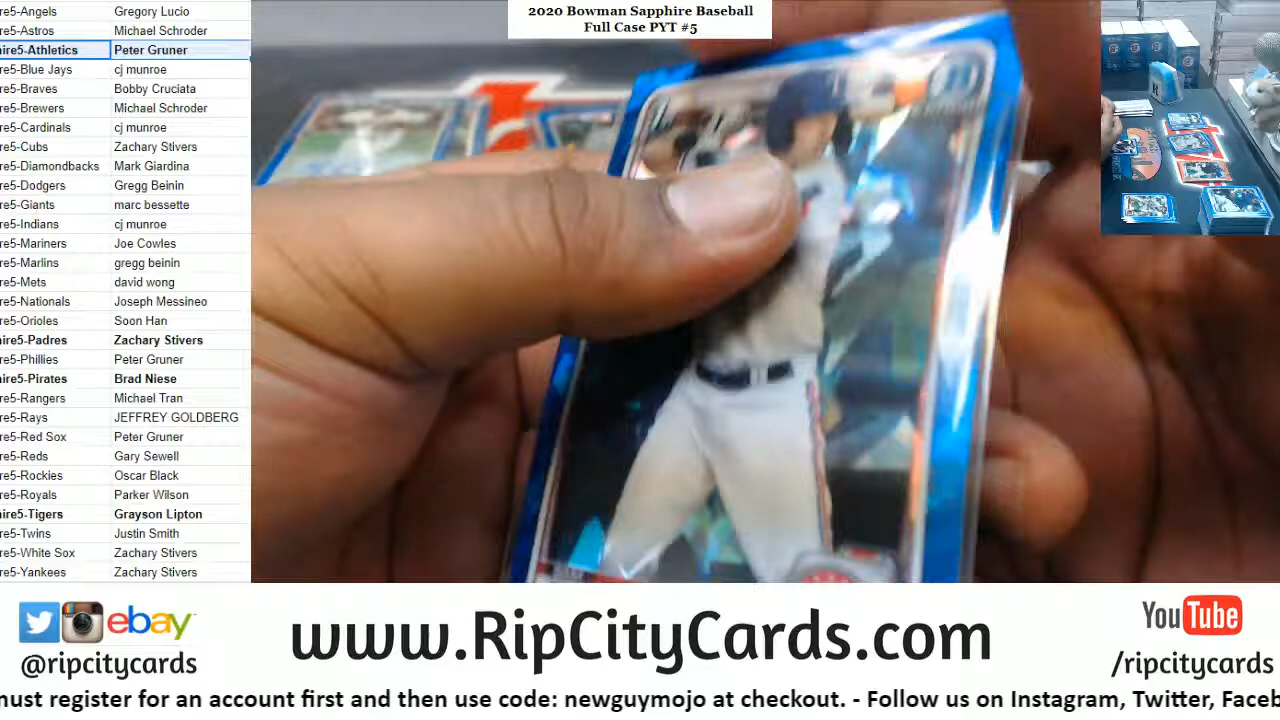 2020 Bowman Sapphire Baseball
Full Case PYT #5
re5-Angels Gregory Lucio
re5-Astros Michael Schroder
ire5-Athletics Peter Gruner
re5-Blue Jays cj munroe
re5-Braves Bobby Cruciata
re5-Brewers Michael Schroder
re5-Cardinals cj munroe
re5-Cubs Zachary Stivers
re5-Diamondbacks Mark Giardina
re5-Dodgers Gregg Beinin
re5-Giants marc bessette
re5-Indians cj munroe
re5-Mariners Joe Cowles
re5-Marlins gregg beinin
re5-Mets david wong
re5-Nationals Joseph Messineo
re5-Orioles Soon Han
ire5-Padres Zachary Stivers
re5-Phillies Peter Gruner
ire5-Pirates Brad Niese
re5-Rangers Michael Tran
re5-Rays JEFFREY GOLDBERG
re5-Red Sox Peter Gruner
re5-Reds Gary Sewell
re5-Rockies Oscar Black
re5-Royals Parker Wilson
ire5-Tigers Grayson Lipton
re5-Twins Justin Smith
re5-White Sox Zachary Stivers
re5-Yankees Zachary Stivers
ebay
@ripcitycards
www.RipCityCards.com
YouTube
/ripcitycards
must register for an account first and then use code: newguymojo at checkout. - Follow us on Instagram, Twitter, Faceb